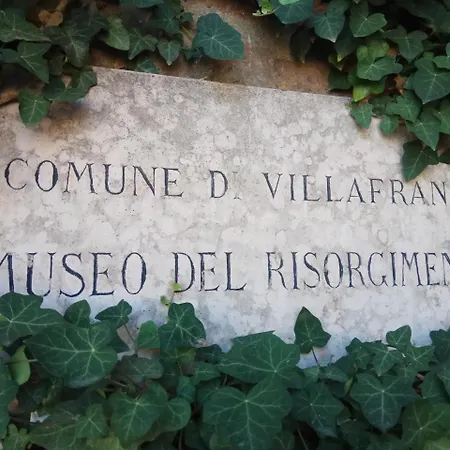 COMUNE DI VILLAFRAN
MUSEO DEL RISORGIMEN